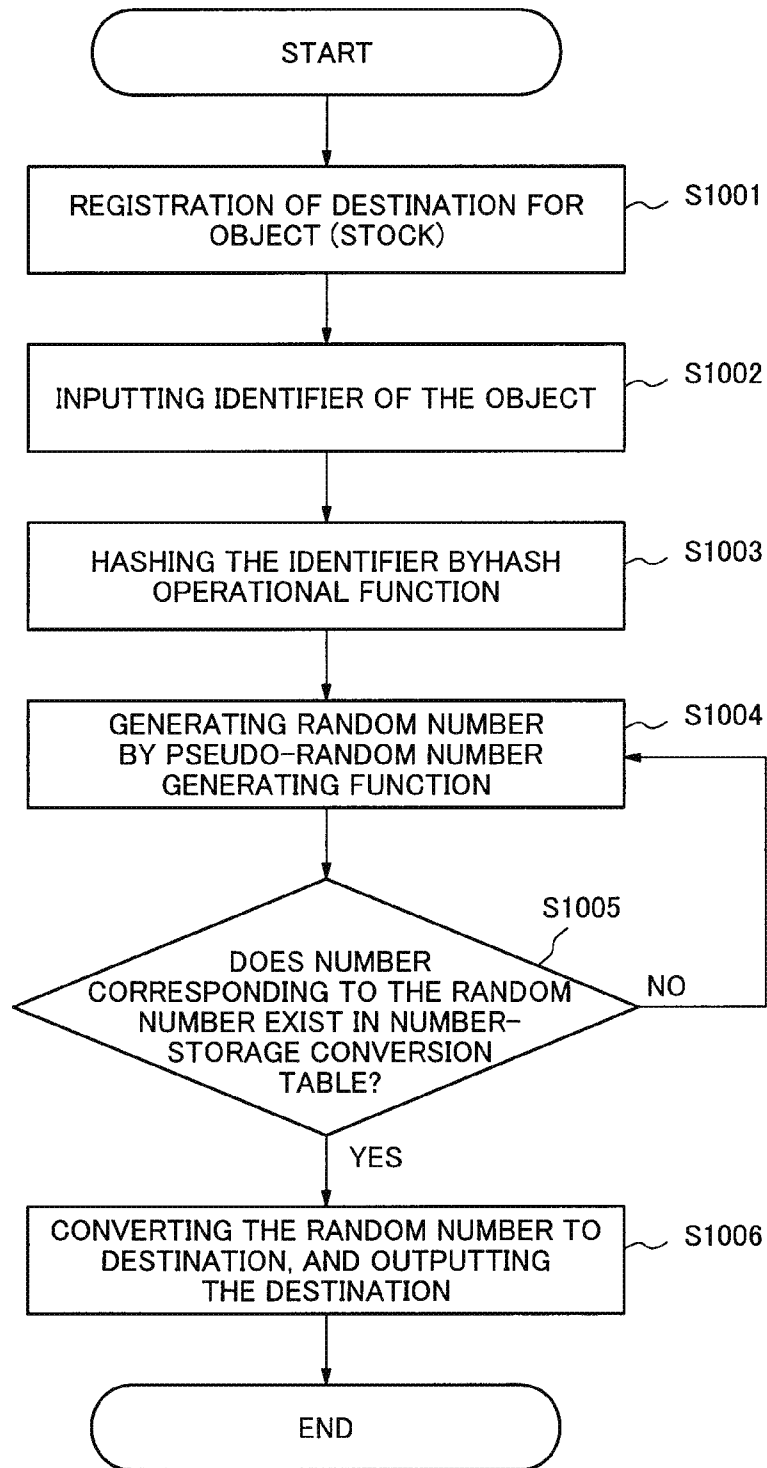 START
REGISTRATION OF DESTINATION FOR
OBJECT (STOCK)
S1001
INPUTTING IDENTIFIER OF THE OBJECT
S1002
HASHING THE IDENTIFIER BYHASH
OPERATIONAL FUNCTION
S1003
GENERATING RANDOM NUMBER
BY PSEUDO-RANDOM NUMBER
GENERATING FUNCTION
S1004
S1005
DOES NUMBER
CORRESPONDING TO THE RANDOM
NUMBER EXIST IN NUMBER-
STORAGE CONVERSION
TABLE?
NO
YES
CONVERTING THE RANDOM NUMBER TO
DESTINATION, AND OUTPUTTING
THE DESTINATION
S1006
END